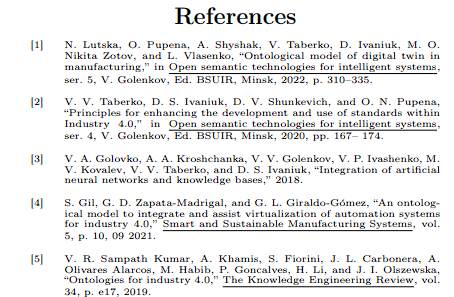 References
[1] N. Lutska, O. Pupena, A. Shyshak, V. Taberko, D. Ivaniuk, M. O.
Nikita Zotov, and L. Vlasenko, “Ontological model of digital twin in
manufacturing,” in Open semantic technologies for intelligent systems,
ser. 5, V. Golenkov, Ed. BSUIR, Minsk, 2022, p. 310–335.
[2] V. V. Taberko, D. S. Ivaniuk, D. V. Shunkevich, and O. N. Pupena,
“Principles for enhancing the development and use of standards within
Industry 4.0,” in Open semantic technologies for intelligent systems,
ser. 4, V. Golenkov, Ed. BSUIR, Minsk, 2020, pp. 167– 174.
[3] V. A. Golovko, A. A. Kroshchanka, V. V. Golenkov, V. P. Ivashenko, M.
V. Kovalev, V. V. Taberko, and D. S. Ivaniuk, “Integration of artificial
neural networks and knowledge bases,” 2018.
[4] S. Gil, G. D. Zapata-Madrigal, and G. L. Giraldo-Gómez, “An ontolog-
ical model to integrate and assist virtualization of automation systems
for industry 4.0,” Smart and Sustainable Manufacturing Systems, vol.
5, p. 10, 09 2021.
[5] V. R. Sampath Kumar, A. Khamis, S. Fiorini, J. L. Carbonera, A.
Olivares Alarcos, M. Habib, P. Goncalves, H. Li, and J. I. Olszewska,
“Ontologies for industry 4.0,” The Knowledge Engineering Review, vol.
34, p. e17, 2019.